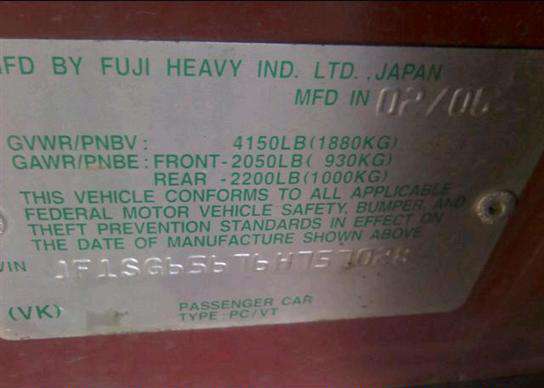 MFD BY FUJI HEAVY IND. LTD., JAPAN
MFD IN 02/06
GVWR/PNBV : 4150LB(1880KG)
GAWR/PNBE : FRONT-2050LB( 930KG)
REAR -2200LB(1000KG)
THIS VEHICLE CONFORMS TO ALL APPLICABLE
FEDERAL MOTOR VEHICLE SAFETY, BUMPER, AND
THEFT PREVENTION STANDARDS IN EFFECT ON
THE DATE OF MANUFACTURE SHOWN ABOVE
VIN
(VK) PASSENGER CAR
TYPE: PC/VT